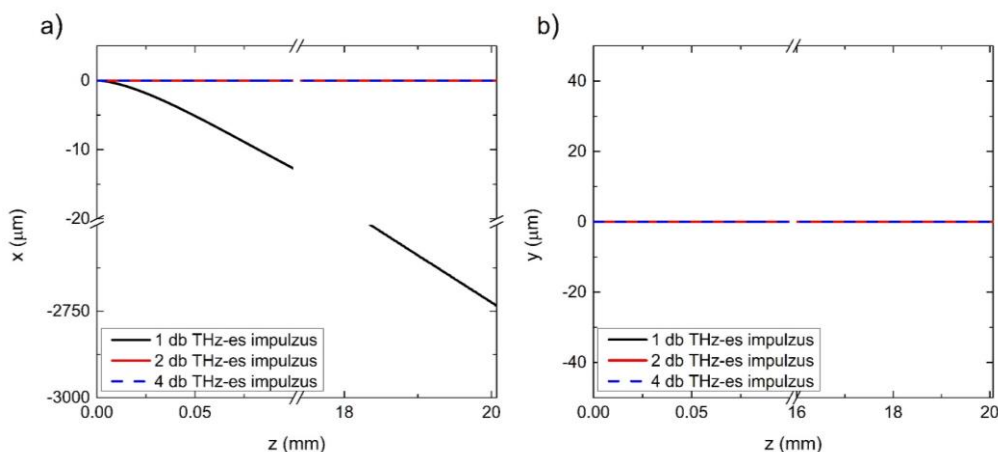 a)
0
-10
-20
-2750
-3000
x (μm)
1 db THz-es impulzus
2 db THz-es impulzus
4 db THz-es impulzus
0.00
0.05
18
20
z (mm)
b)
40
20
0
-20
-40
y (μm)
1 db THz-es impulzus
2 db THz-es impulzus
4 db THz-es impulzus
0.00
0.05
16
18
20
z (mm)